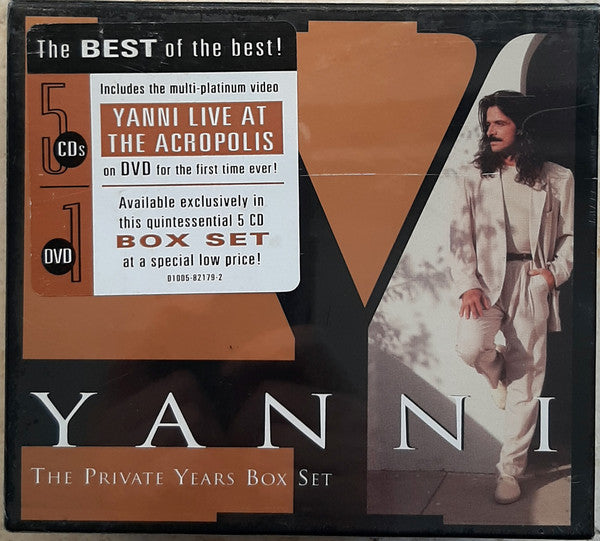 The BEST of the best!
5 CDs
Includes the multi-platinum video
YANNI LIVE AT
THE ACROPOLIS
on DVD for the first time ever!
1 DVD
Available exclusively in
this quintessential 5 CD
BOX SET
at a special low price!
01005-82179-2
YANNI
THE PRIVATE YEARS BOX SET